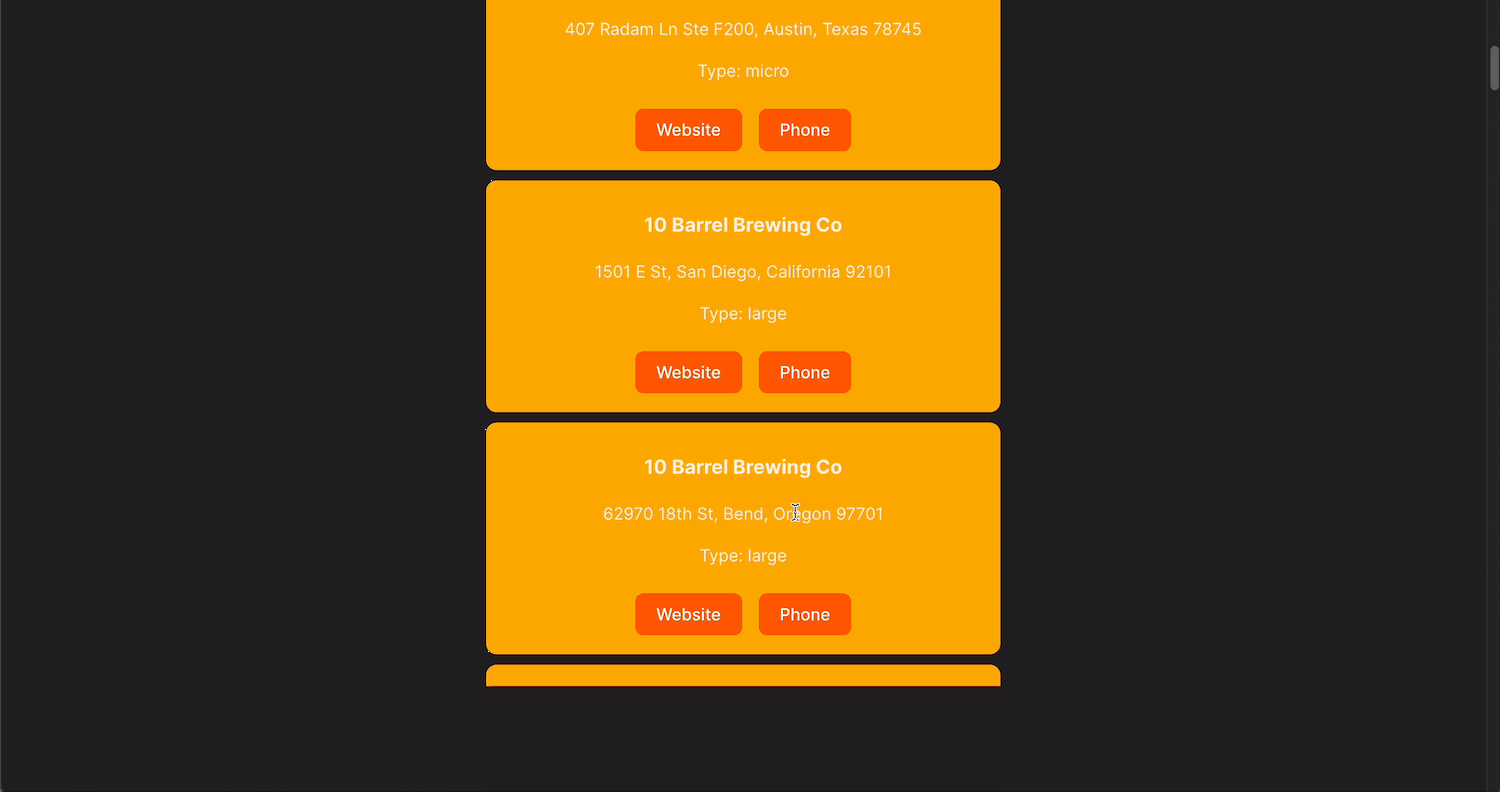 407 Radam Ln Ste F200, Austin, Texas 78745
Type: micro
Website Phone
10 Barrel Brewing Co
1501 E St, San Diego, California 92101
Type: large
Website Phone
10 Barrel Brewing Co
62970 18th St, Bend, Oregon 97701
Type: large
Website Phone